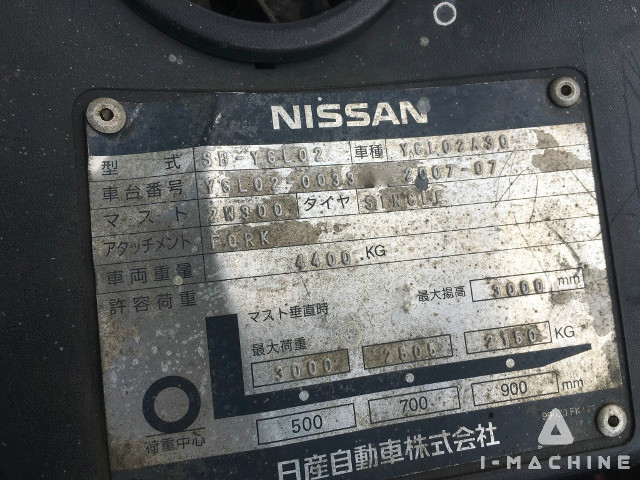 NISSAN
型式 SB-YGL02 車種 YGL02A30
車台番号 YGL02-0033 2007-07
マスト 2W300 タイヤ SINGLE
アタッチメント FORK
車両重量 4400 KG
許容荷重
マスト垂直時 最大揚高 3000 mm
最大荷重 3000 2160 KG
500 700 900 mm
荷重中心
日産自動車株式会社
I-MACHINE